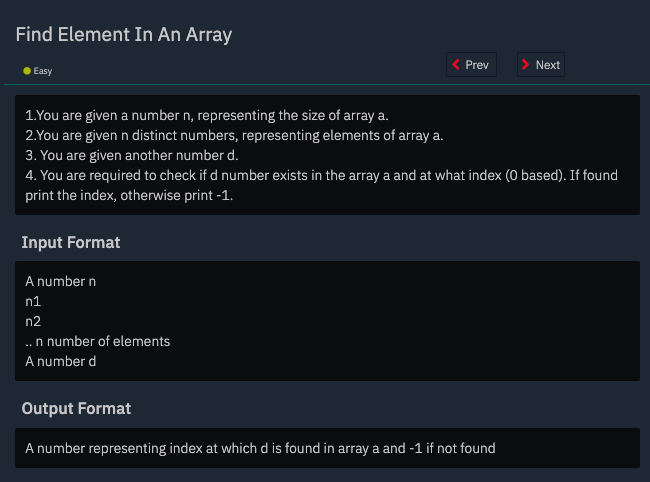 Find Element In An Array
Easy
Prev
Next
1.You are given a number n, representing the size of array a.
2.You are given n distinct numbers, representing elements of array a.
3. You are given another number d.
4. You are required to check if d number exists in the array a and at what index (0 based). If found
print the index, otherwise print -1.
Input Format
A number n
n1
n2
.. n number of elements
A number d
Output Format
A number representing index at which d is found in array a and -1 if not found